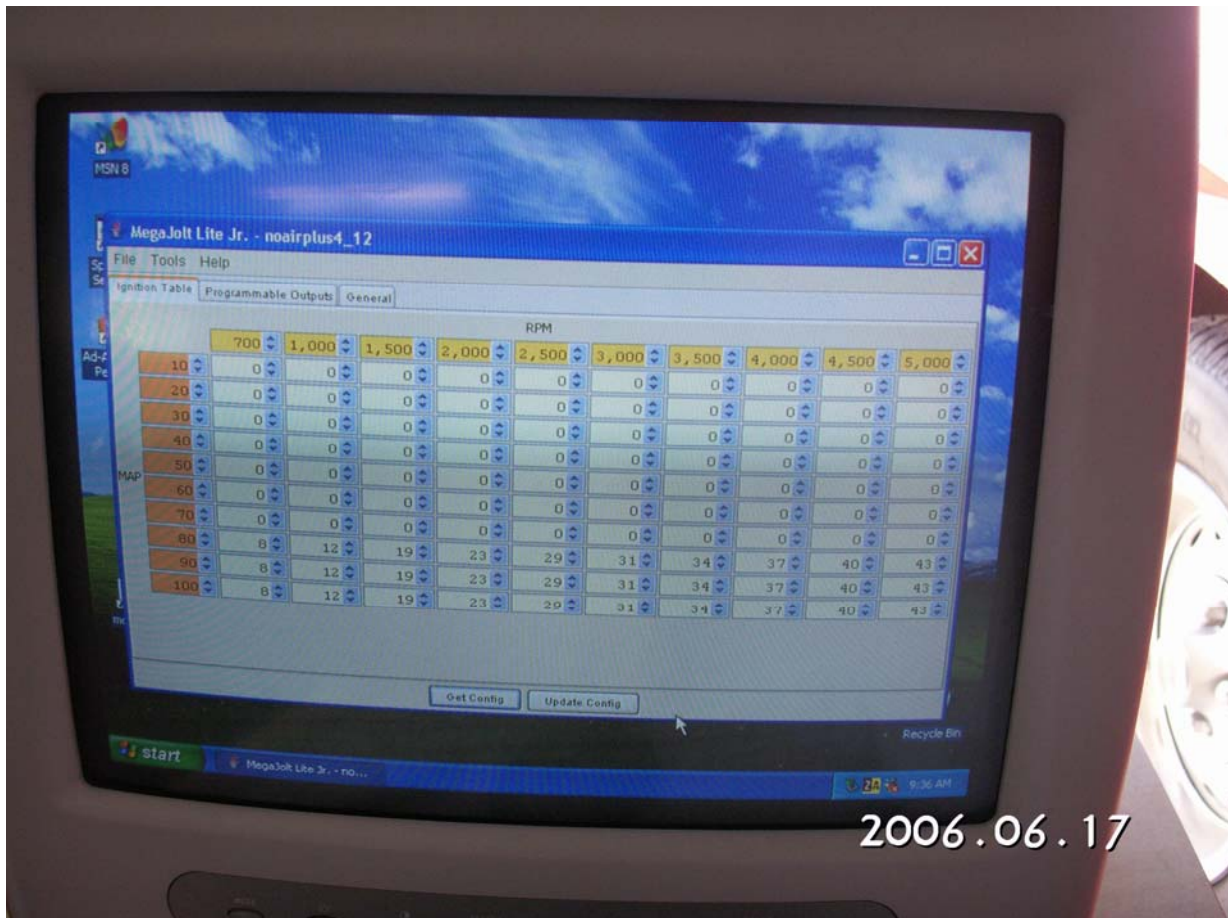 MSN 8
MegaJolt Lite Jr. - noairplus4_12
File Tools Help
Ignition Table Programmable Outputs General
RPM
700 1,000 1,500 2,000 2,500 3,000 3,500 4,000 4,500 5,000
10 0 0 0 0 0 0 0 0 0 0
20 0 0 0 0 0 0 0 0 0 0
30 0 0 0 0 0 0 0 0 0 0
40 0 0 0 0 0 0 0 0 0 0
50 0 0 0 0 0 0 0 0 0 0
MAP
60 0 0 0 0 0 0 0 0 0 0
70 0 0 0 0 0 0 0 0 0 0
80 8 12 19 23 29 31 34 37 40 43
90 8 12 19 23 29 31 34 37 40 43
100 8 12 19 23 29 31 34 37 40 43
Get Config Update Config
Recycle Bin
start MegaJolt Lite Jr. - no... 9:36 AM
2006.06.17